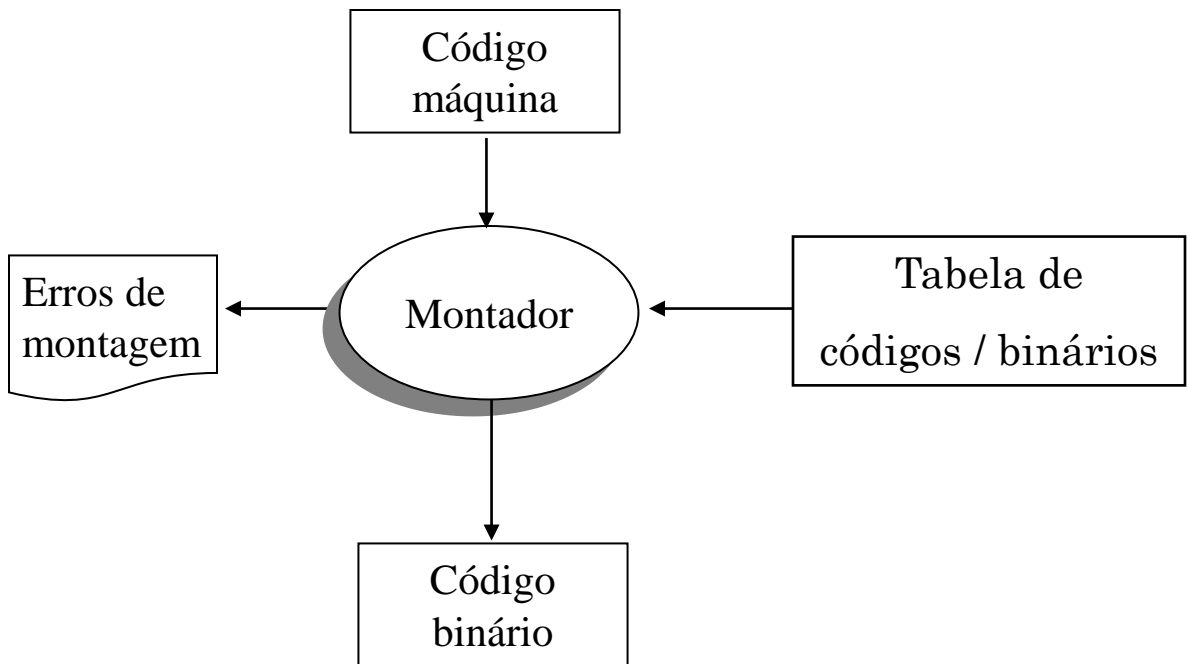 Código
máquina
Erros de
montagem
Montador
Tabela de
códigos / binários
Código
binário